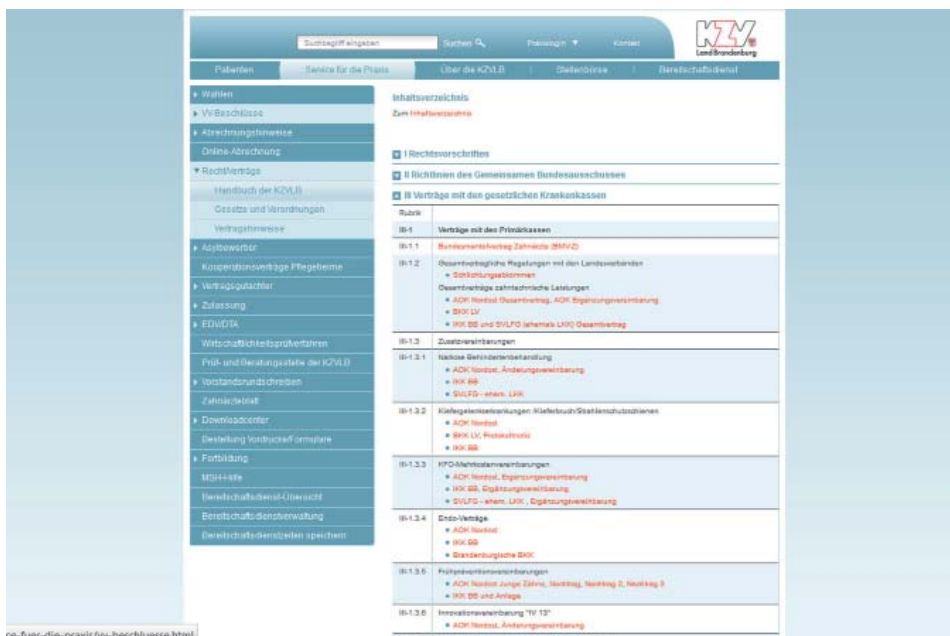 Suchbegriff eingeben
Suchen
Praxislogin
Kontakt
KZV
Land Brandenburg
Patienten
Service für die Praxis
Über die KZVLB
Stellenbörse
Bereitschaftsdienst
Wahlen
VV-Beschlüsse
Abrechnungshinweise
Online-Abrechnung
Recht/Verträge
Handbuch der KZVLB
Gesetze und Verordnungen
Vertragshinweise
Asylbewerber
Kooperationsverträge Pflegeheime
Vertragsgutachter
Zulassung
EDV/DTA
Wirtschaftlichkeitsprüfverfahren
Prüf- und Beratungsstelle der KZVLB
Vorstandsrundschreiben
Zahnärzteblatt
Downloadcenter
Bestellung Vordrucke/Formulare
Fortbildung
MSH-Hilfe
Bereitschaftsdienst-Übersicht
Bereitschaftsdienstverwaltung
Bereitschaftsdienstzeiten speichern
Inhaltsverzeichnis
Zum Inhaltsverzeichnis
I Rechtsvorschriften
II Richtlinien des Gemeinsamen Bundesausschusses
III Verträge mit den gesetzlichen Krankenkassen
Rubrik
III-1 Verträge mit den Primärkassen
III-1.1 Bundesmantelvertrag Zahnärzte (BMV-Z)
III-1.2 Gesamtvertragliche Regelungen mit den Landesverbänden
Schlichtungsabkommen
Gesamtverträge zahntechnische Leistungen
AOK Nordost Gesamtvertrag, AOK Ergänzungsvereinbarung
BKK LV
IKK BB und SVLFG (ehemals LKK) Gesamtvertrag
III-1.3 Zusatzvereinbarungen
III-1.3.1 Narkose Behindertenbehandlung
AOK Nordost, Änderungsvereinbarung
IKK BB
SVLFG - ehem. LKK
III-1.3.2 Kiefergelenkserkrankungen /Kieferbruch/Strahlenschutzschienen
AOK Nordost
BKK LV, Protokollnotiz
IKK BB
III-1.3.3 KFO-Mehrkostenvereinbarungen
AOK Nordost, Ergänzungsvereinbarung
IKK BB, Ergänzungsvereinbarung
SVLFG - ehem. LKK , Ergänzungsvereinbarung
III-1.3.4 Endo-Verträge
AOK Nordost
IKK BB
Brandenburgische BKK
III-1.3.5 Frühpräventionsvereinbarungen
AOK Nordost Junge Zähne, Nachtrag, Nachtrag 2, Nachtrag 3
IKK BB und Anlage
III-1.3.6 Innovationsvereinbarung "IV 13"
AOK Nordost, Änderungsvereinbarung
ce-fuer-die-praxis/vv-beschluesse.html